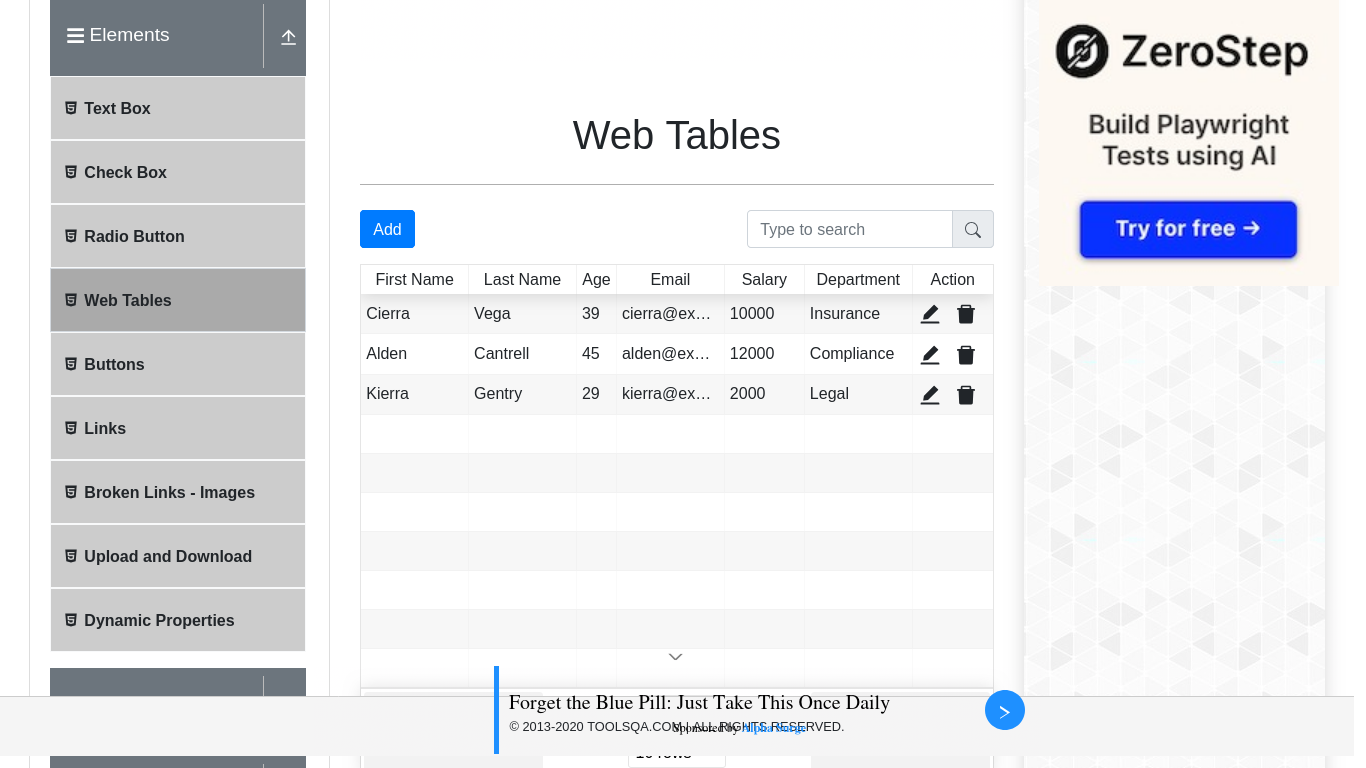 Elements
Text Box
Check Box
Radio Button
Web Tables
Buttons
Links
Broken Links - Images
Upload and Download
Dynamic Properties
Web Tables
Add
Type to search
First Name Last Name Age Email Salary Department Action
Cierra Vega 39 cierra@ex... 10000 Insurance
Alden Cantrell 45 alden@ex... 12000 Compliance
Kierra Gentry 29 kierra@ex... 2000 Legal
ZeroStep
Build Playwright
Tests using AI
Try for free →
Forget the Blue Pill: Just Take This Once Daily
© 2013-2020 TOOLSQA.COM | ALL RIGHTS RESERVED.
Sponsored by